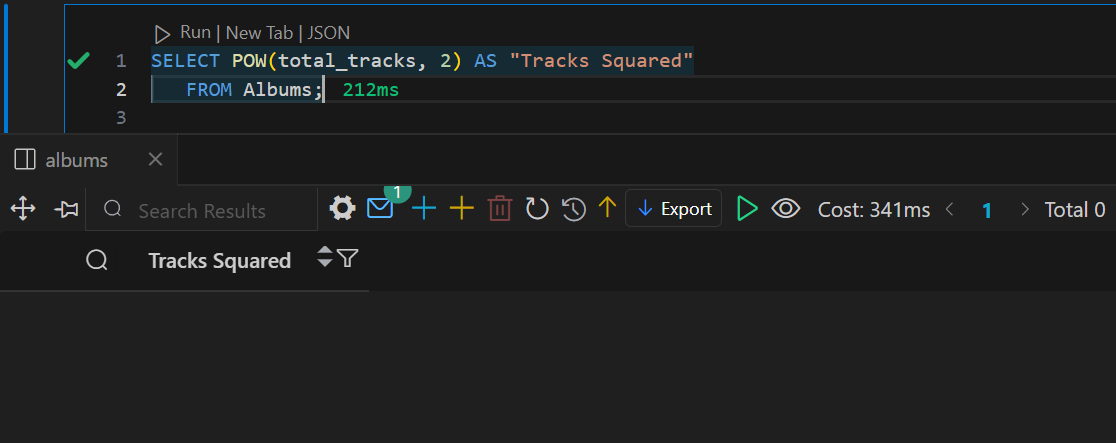 Run | New Tab | JSON
1 SELECT POW(total_tracks, 2) AS "Tracks Squared"
2 FROM Albums; 212ms
3
albums
Search Results 1 Export Cost: 341ms 1 Total 0
Tracks Squared